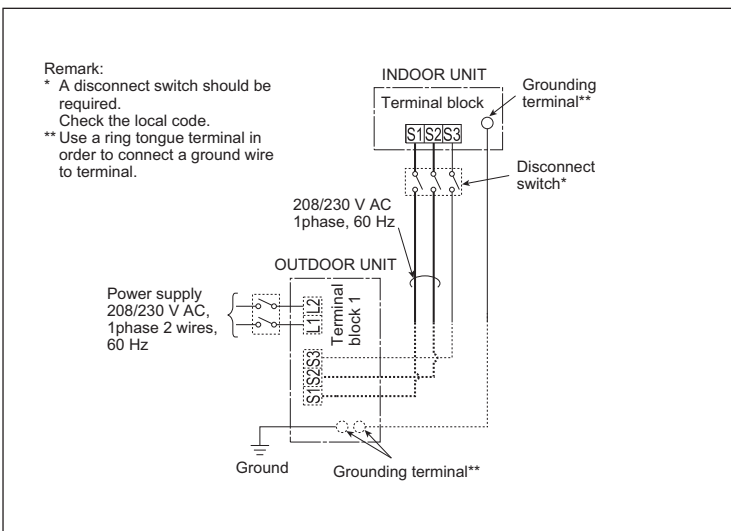 Remark:
* A disconnect switch should be
required.
Check the local code.
** Use a ring tongue terminal in
order to connect a ground wire
to terminal.
INDOOR UNIT
Terminal block
S1 S2 S3
Grounding
terminal**
Disconnect
switch*
208/230 V AC
1phase, 60 Hz
OUTDOOR UNIT
Power supply
208/230 V AC,
1phase 2 wires,
60 Hz
L1 L2
Terminal
block 1
S1 S2 S3
Ground
Grounding terminal**